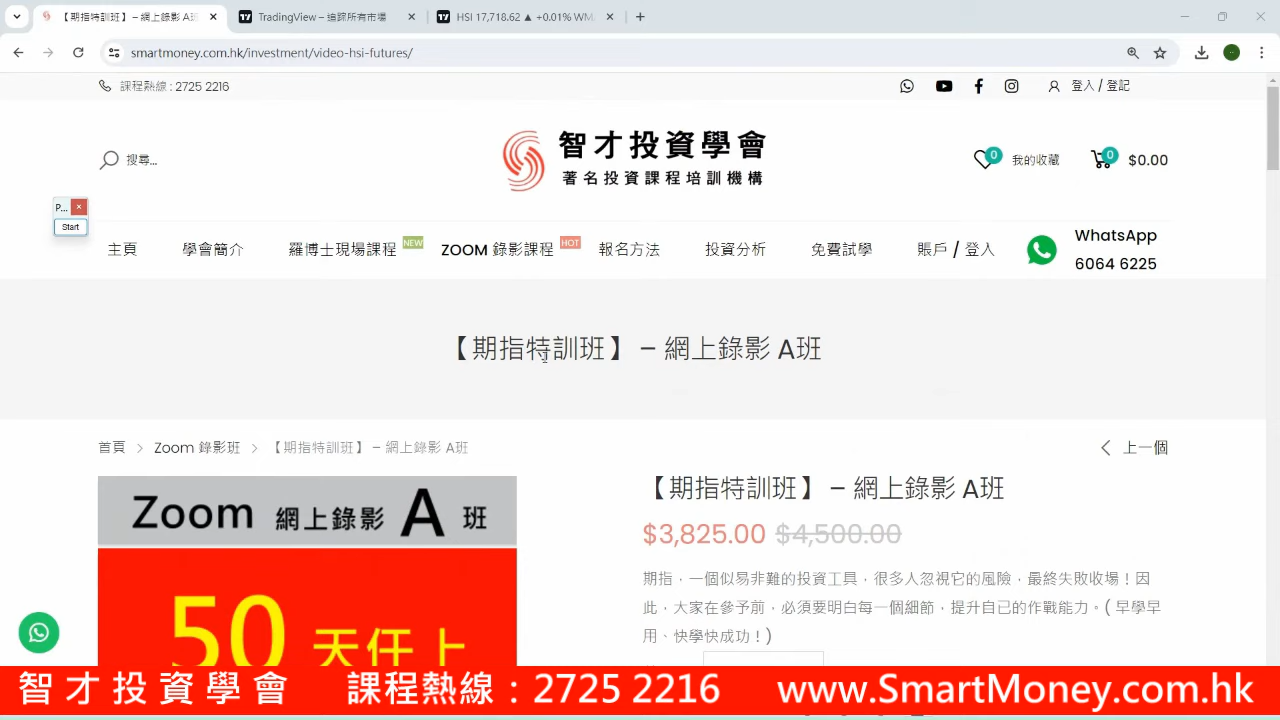 【期指特訓班】 – 網上錄影 A班
TradingView – 追蹤所有市場
HSI 17,718.62 ▲ +0.01% WM
smartmoney.com.hk/investment/video-hsi-futures/
課程熱線 : 2725 2216
登入 / 登記
搜尋...
智才投資學會
著名投資課程培訓機構
0 我的收藏
0 $0.00
P...
Start
主頁
學會簡介
羅博士現場課程 NEW
ZOOM 錄影課程 HOT
報名方法
投資分析
免費試學
賬戶 / 登入
WhatsApp
6064 6225
【期指特訓班】 – 網上錄影 A班
首頁 > Zoom 錄影班 > 【期指特訓班】 – 網上錄影 A班
上一個
Zoom 網上錄影 A 班
50 天任上
【期指特訓班】 – 網上錄影 A班
$3,825.00 $4,500.00
期指，一個似易非難的投資工具，很多人忽視它的風險，最終失敗收場！因
此，大家在參予前，必須要明白每一個細節，提升自己的作戰能力。( 早學早
用、快學快成功！)
智才投資學會 課程熱線：2725 2216 www.SmartMoney.com.hk